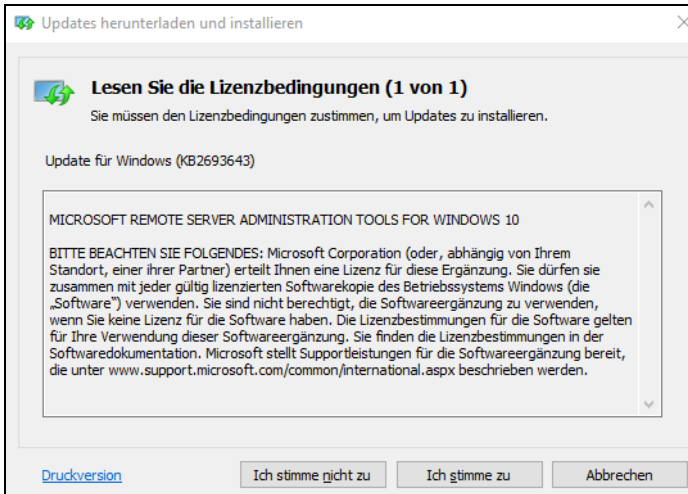 Updates herunterladen und installieren
Lesen Sie die Lizenzbedingungen (1 von 1)
Sie müssen den Lizenzbedingungen zustimmen, um Updates zu installieren.
Update für Windows (KB2693643)
MICROSOFT REMOTE SERVER ADMINISTRATION TOOLS FOR WINDOWS 10
BITTE BEACHTEN SIE FOLGENDES: Microsoft Corporation (oder, abhängig von Ihrem
Standort, einer ihrer Partner) erteilt Ihnen eine Lizenz für diese Ergänzung. Sie dürfen sie
zusammen mit jeder gültig lizenzierten Softwarekopie des Betriebssystems Windows (die
„Software“) verwenden. Sie sind nicht berechtigt, die Softwareergänzung zu verwenden,
wenn Sie keine Lizenz für die Software haben. Die Lizenzbestimmungen für die Software gelten
für Ihre Verwendung dieser Softwareergänzung. Sie finden die Lizenzbestimmungen in der
Softwaredokumentation. Microsoft stellt Supportleistungen für die Softwareergänzung bereit,
die unter www.support.microsoft.com/common/international.aspx beschrieben werden.
Druckversion Ich stimme nicht zu Ich stimme zu Abbrechen